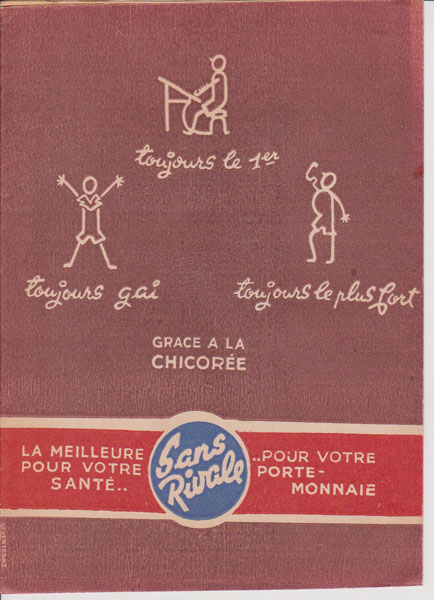 toujours le 1er
toujours gai
toujours le plus fort
GRACE A LA
CHICORÉE
LA MEILLEURE
POUR VOTRE
SANTÉ..
Sans
Rivale
..POUR VOTRE
PORTE-
MONNAIE